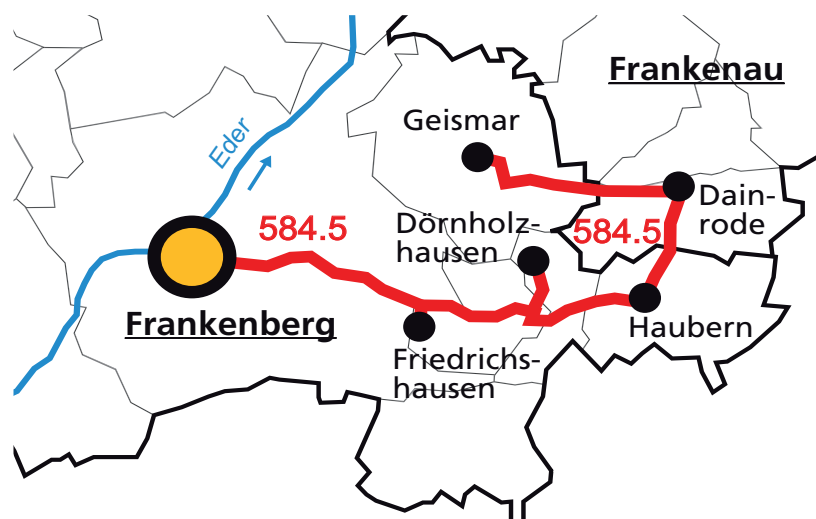 Frankenau
Geismar
Eder
Dain-
rode
584.5
Dörnholz-
hausen
584.5
Frankenberg
Haubern
Friedrichs-
hausen